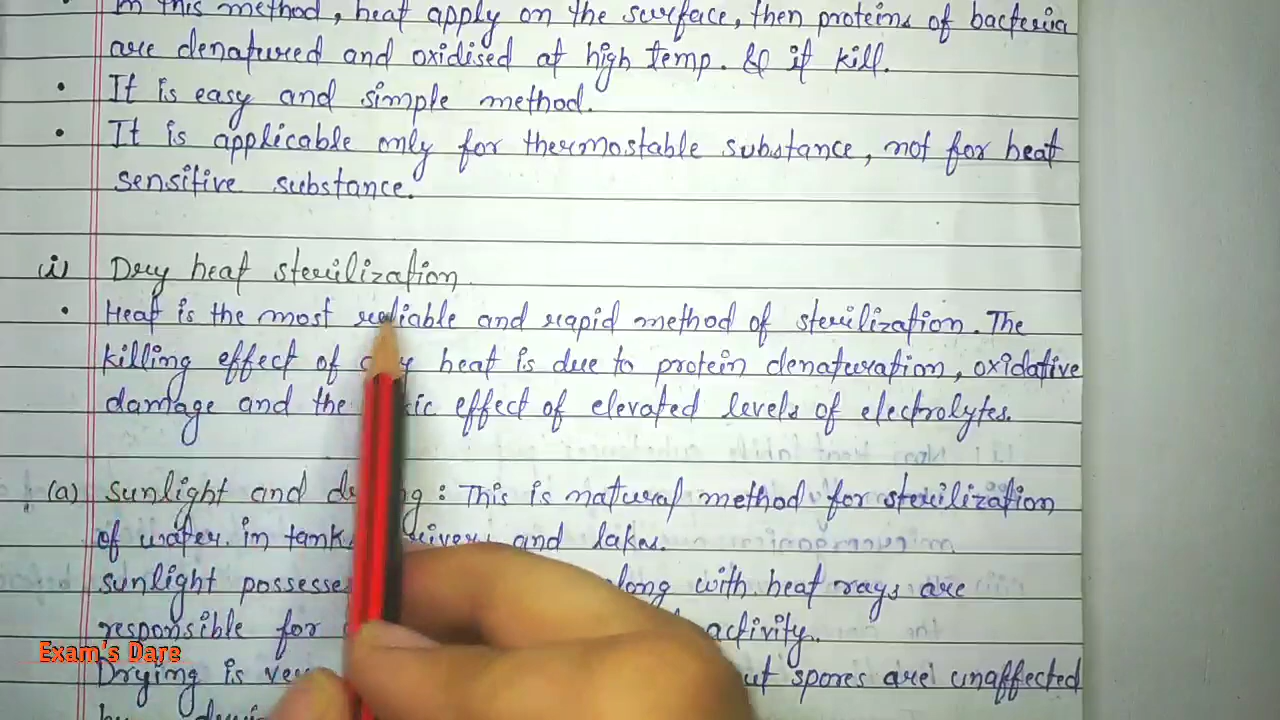 In this method, heat apply on the surface, then proteins of bacteria
are denatured and oxidised at high temp. & it kill.
• It is easy and simple method.
• It is applicable only for thermostable substance, not for heat
sensitive substance.
(i) Dry heat sterilization
• Heat is the most reliable and rapid method of sterilization. The
killing effect of dry heat is due to protein denaturation, oxidative
damage and the effect of elevated levels of electrolytes.
(a) Sunlight and : This is natural method for sterilization
of water in and lakes.
sunlight with heat rays are
responsible for activity.
Exam's Dare
Drying is spores are unaffected